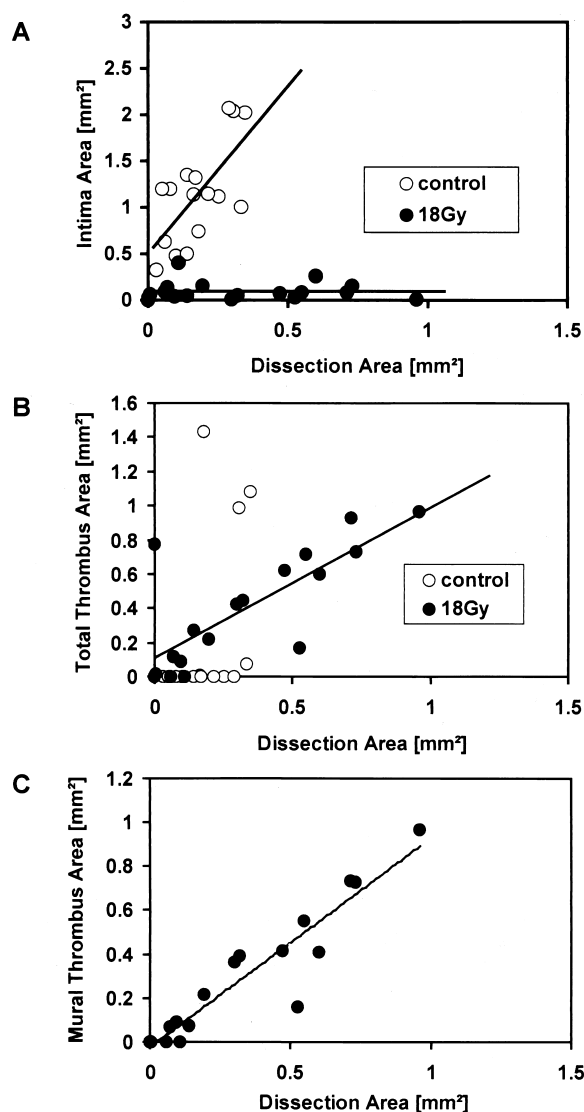 A
Intima Area [mm²]
3
2.5
2
1.5
1
0.5
0
control
18Gy
0
0.5
1
1.5
Dissection Area [mm²]
B
Total Thrombus Area [mm²]
1.6
1.4
1.2
1
0.8
0.6
0.4
0.2
0
control
18Gy
0
0.5
1
1.5
Dissection Area [mm²]
C
Mural Thrombus Area [mm²]
1.2
1
0.8
0.6
0.4
0.2
0
0
0.5
1
1.5
Dissection Area [mm²]